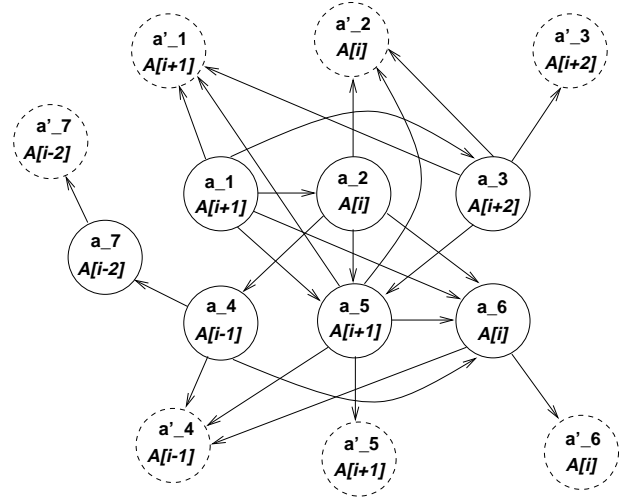 a'_1
A[i+1]
a'_2
A[i]
a'_3
A[i+2]
a'_7
A[i-2]
a_1
A[i+1]
a_2
A[i]
a_3
A[i+2]
a_7
A[i-2]
a_4
A[i-1]
a_5
A[i+1]
a_6
A[i]
a'_4
A[i-1]
a'_5
A[i+1]
a'_6
A[i]